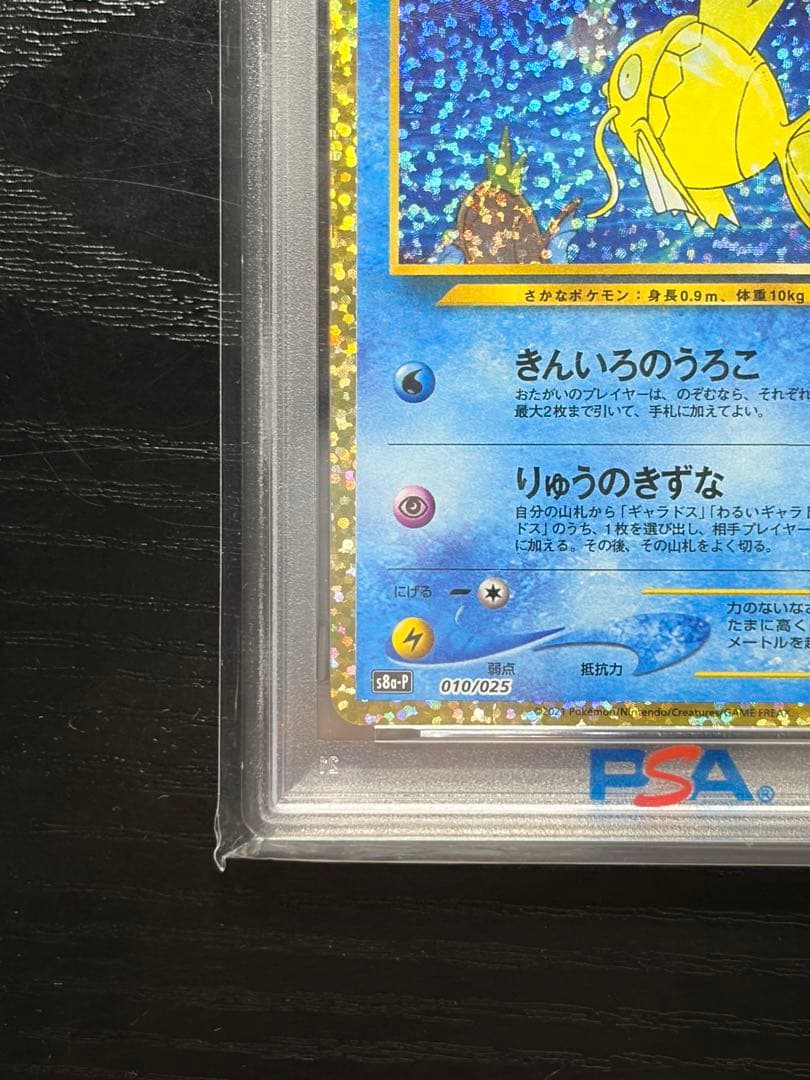 さかなポケモン：身長0.9m、体重10kg
きんいろのうろこ
おたがいのプレイヤーは、のぞむなら、それぞれ
最大2枚まで引いて、手札に加えてよい。
りゅうのきずな
自分の山札から「ギャラドス」「わるいギャラド
ドス」のうち、1枚を選び出し、相手プレイヤー
に加える。その後、その山札をよく切る。
にげる
力のないな
たまに高く
メートルを
弱点
抵抗力
s8a-P
010/025
©2021 Pokémon/Nintendo/Creatures/GAME FREAK
PSA®